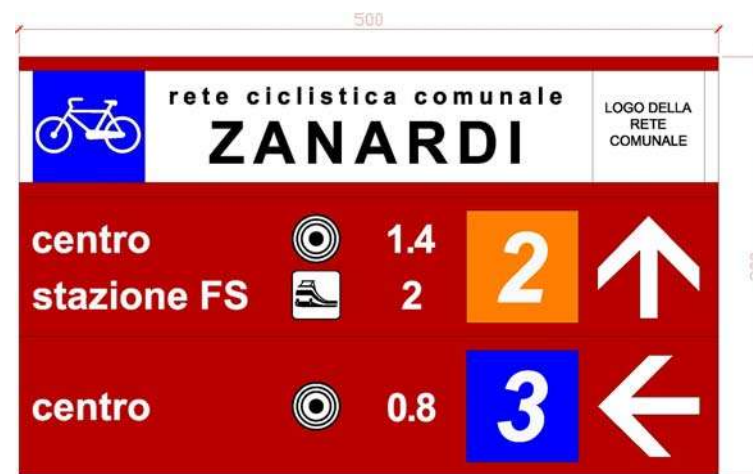 500
rete ciclistica comunale
ZANARDI
LOGO DELLA
RETE
COMUNALE
centro 1.4
stazione FS 2
2
centro 0.8 3